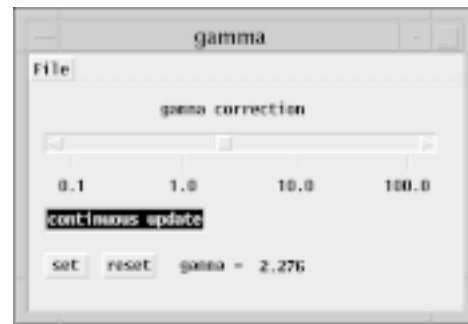 gamma
File
gamma correction
0.1 1.0 10.0 100.0
continuous update
set reset gamma = 2.276